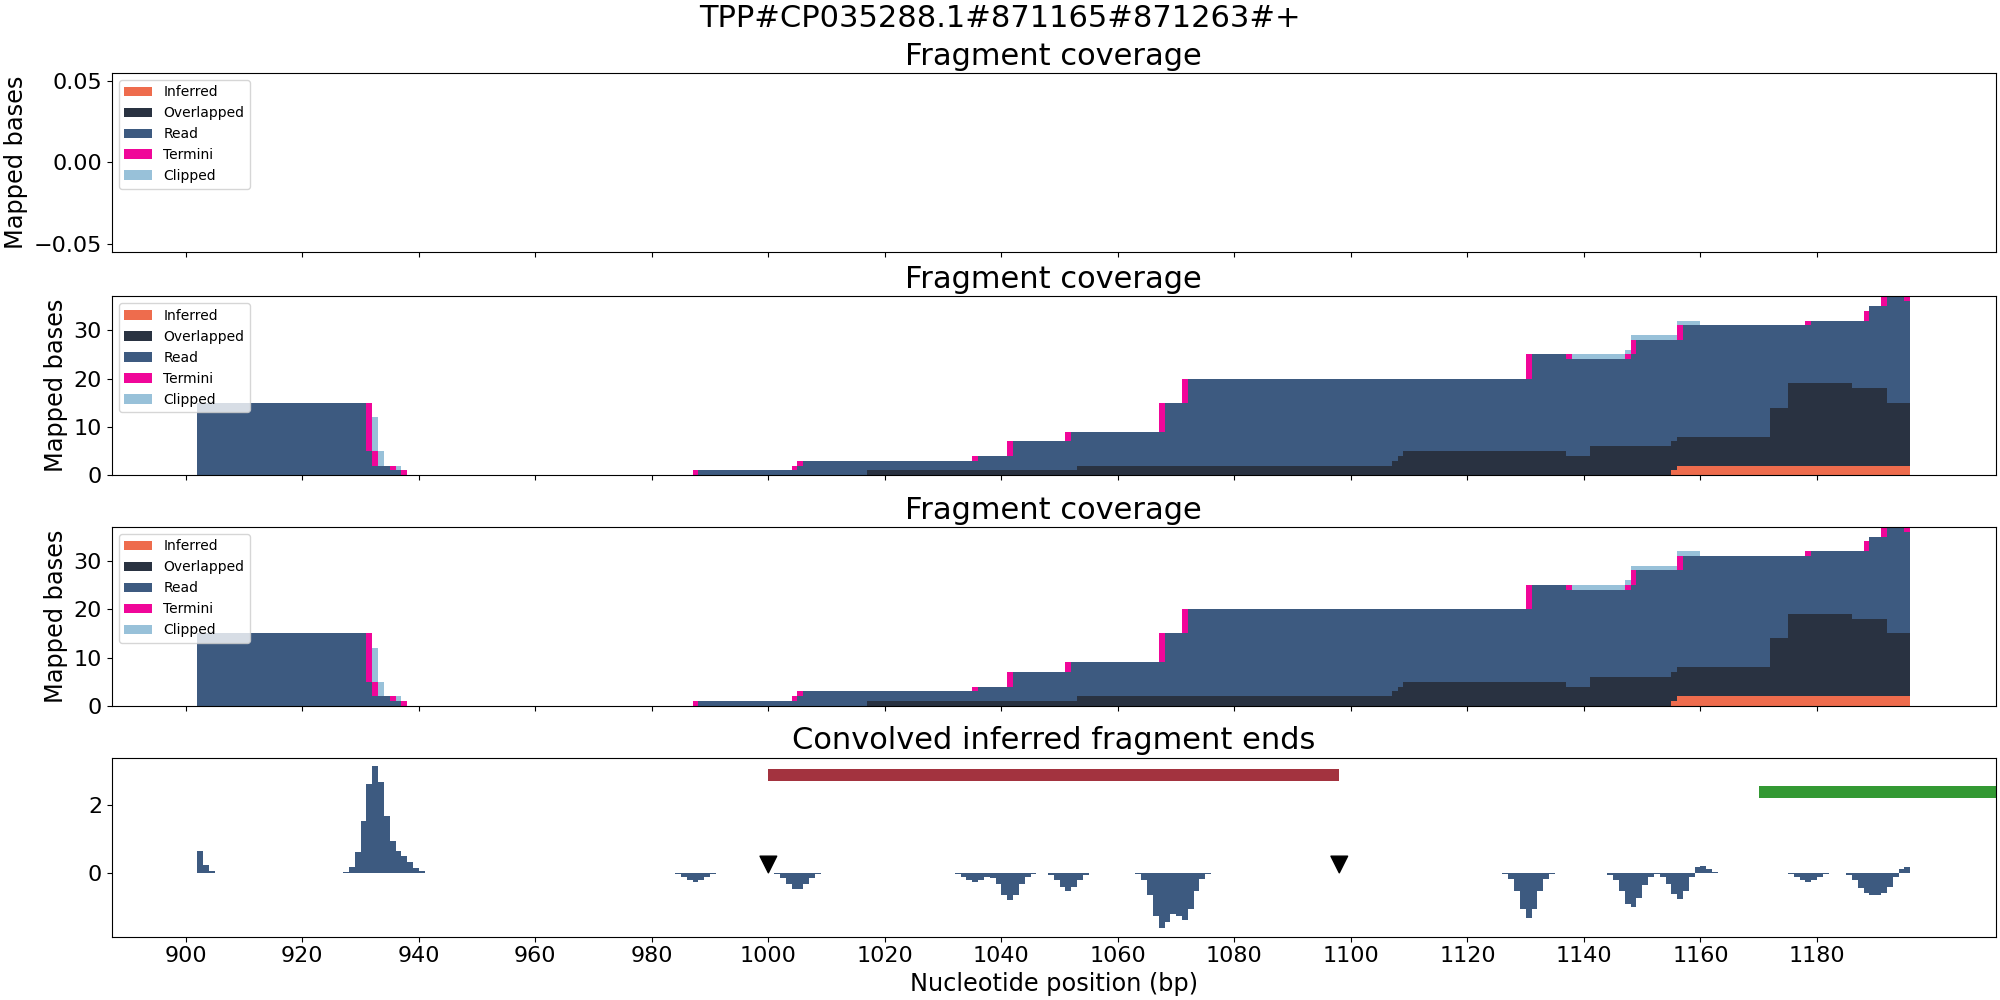 TPP#CP035288.1#871165#871263#+
Fragment coverage
Mapped bases
0.05
0.00
−0.05
Inferred
Overlapped
Read
Termini
Clipped
Fragment coverage
Mapped bases
30
20
10
0
Inferred
Overlapped
Read
Termini
Clipped
Fragment coverage
Mapped bases
30
20
10
0
Inferred
Overlapped
Read
Termini
Clipped
Convolved inferred fragment ends
2
0
900 920 940 960 980 1000 1020 1040 1060 1080 1100 1120 1140 1160 1180
Nucleotide position (bp)